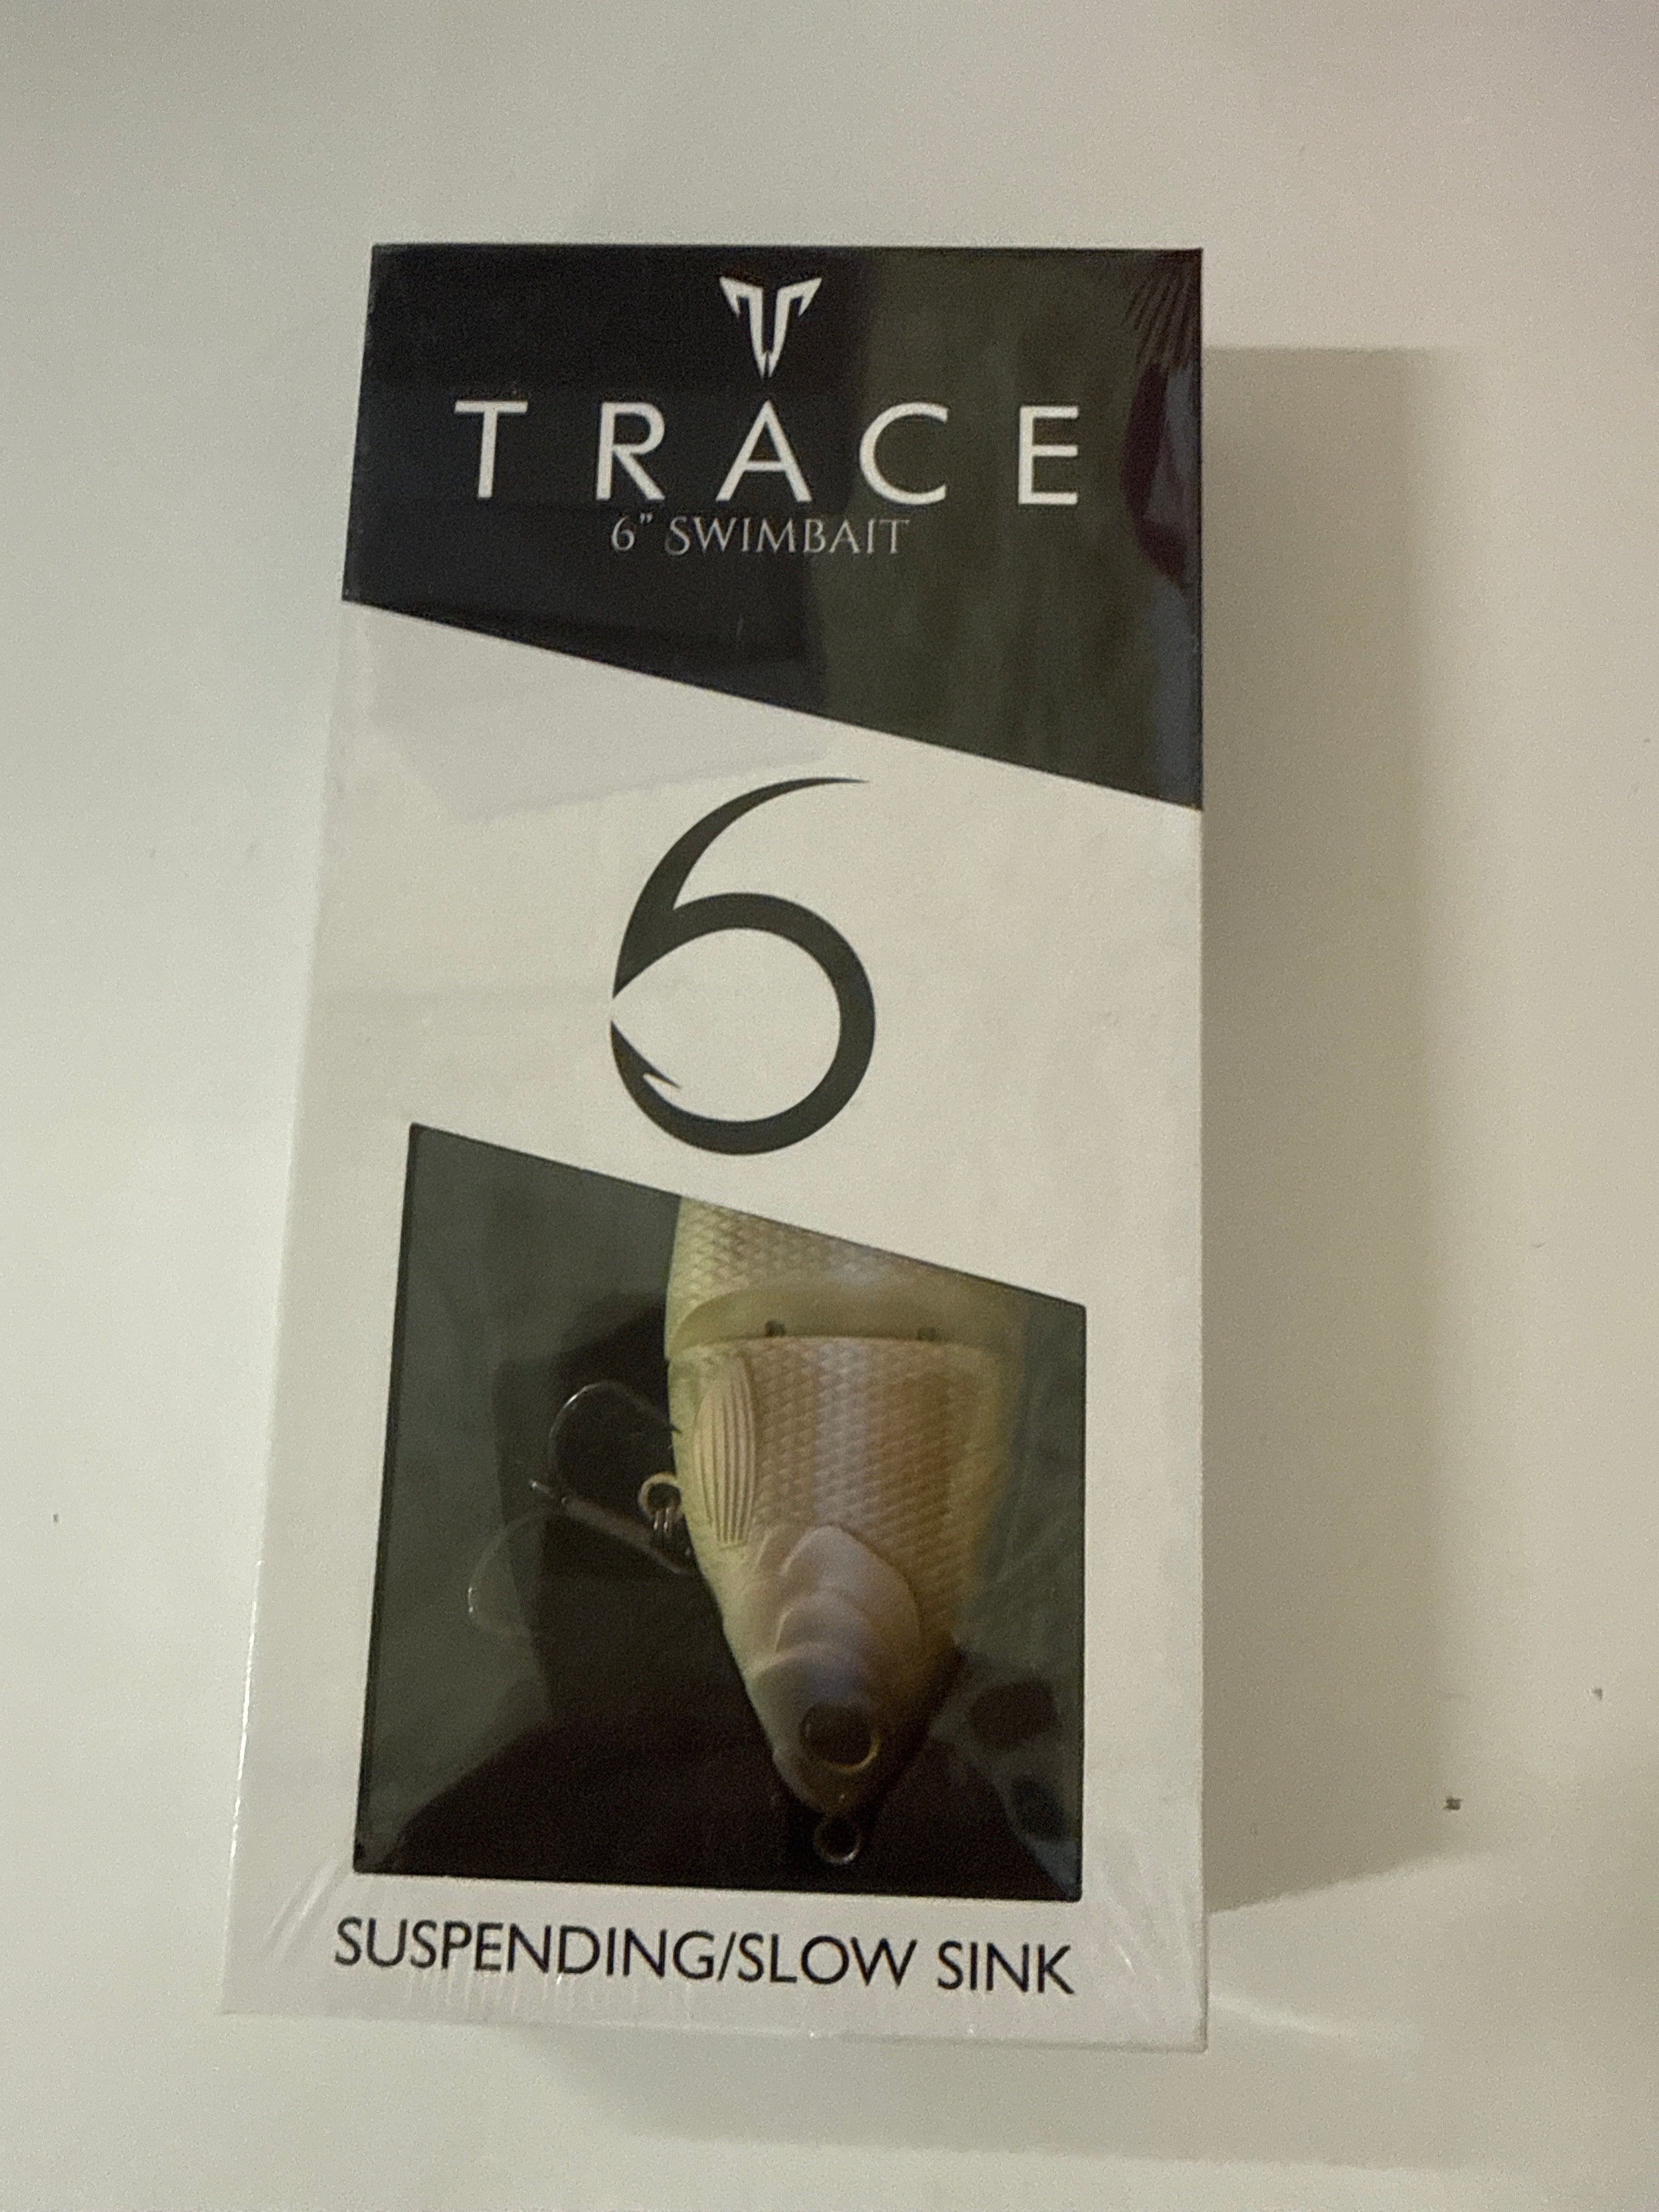 TRACE
6" SWIMBAIT
6
SUSPENDING/SLOW SINK